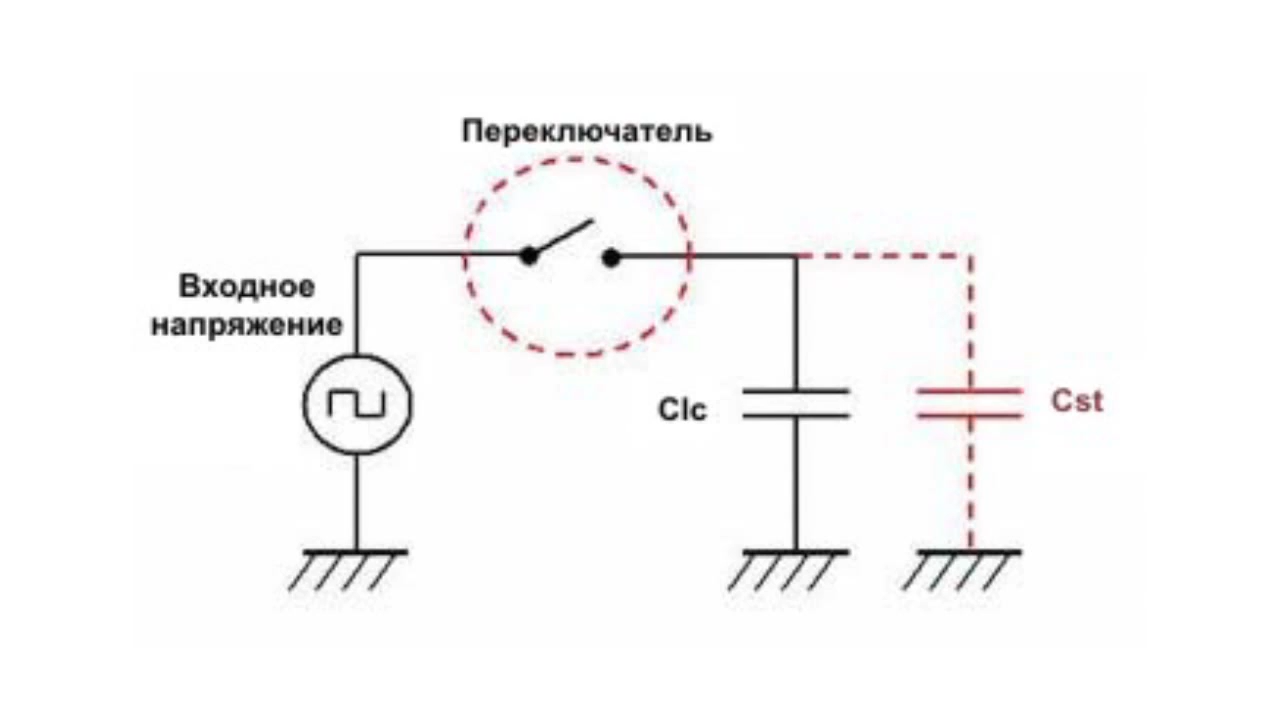 Переключатель
Входное
напряжение
Clc
Cst